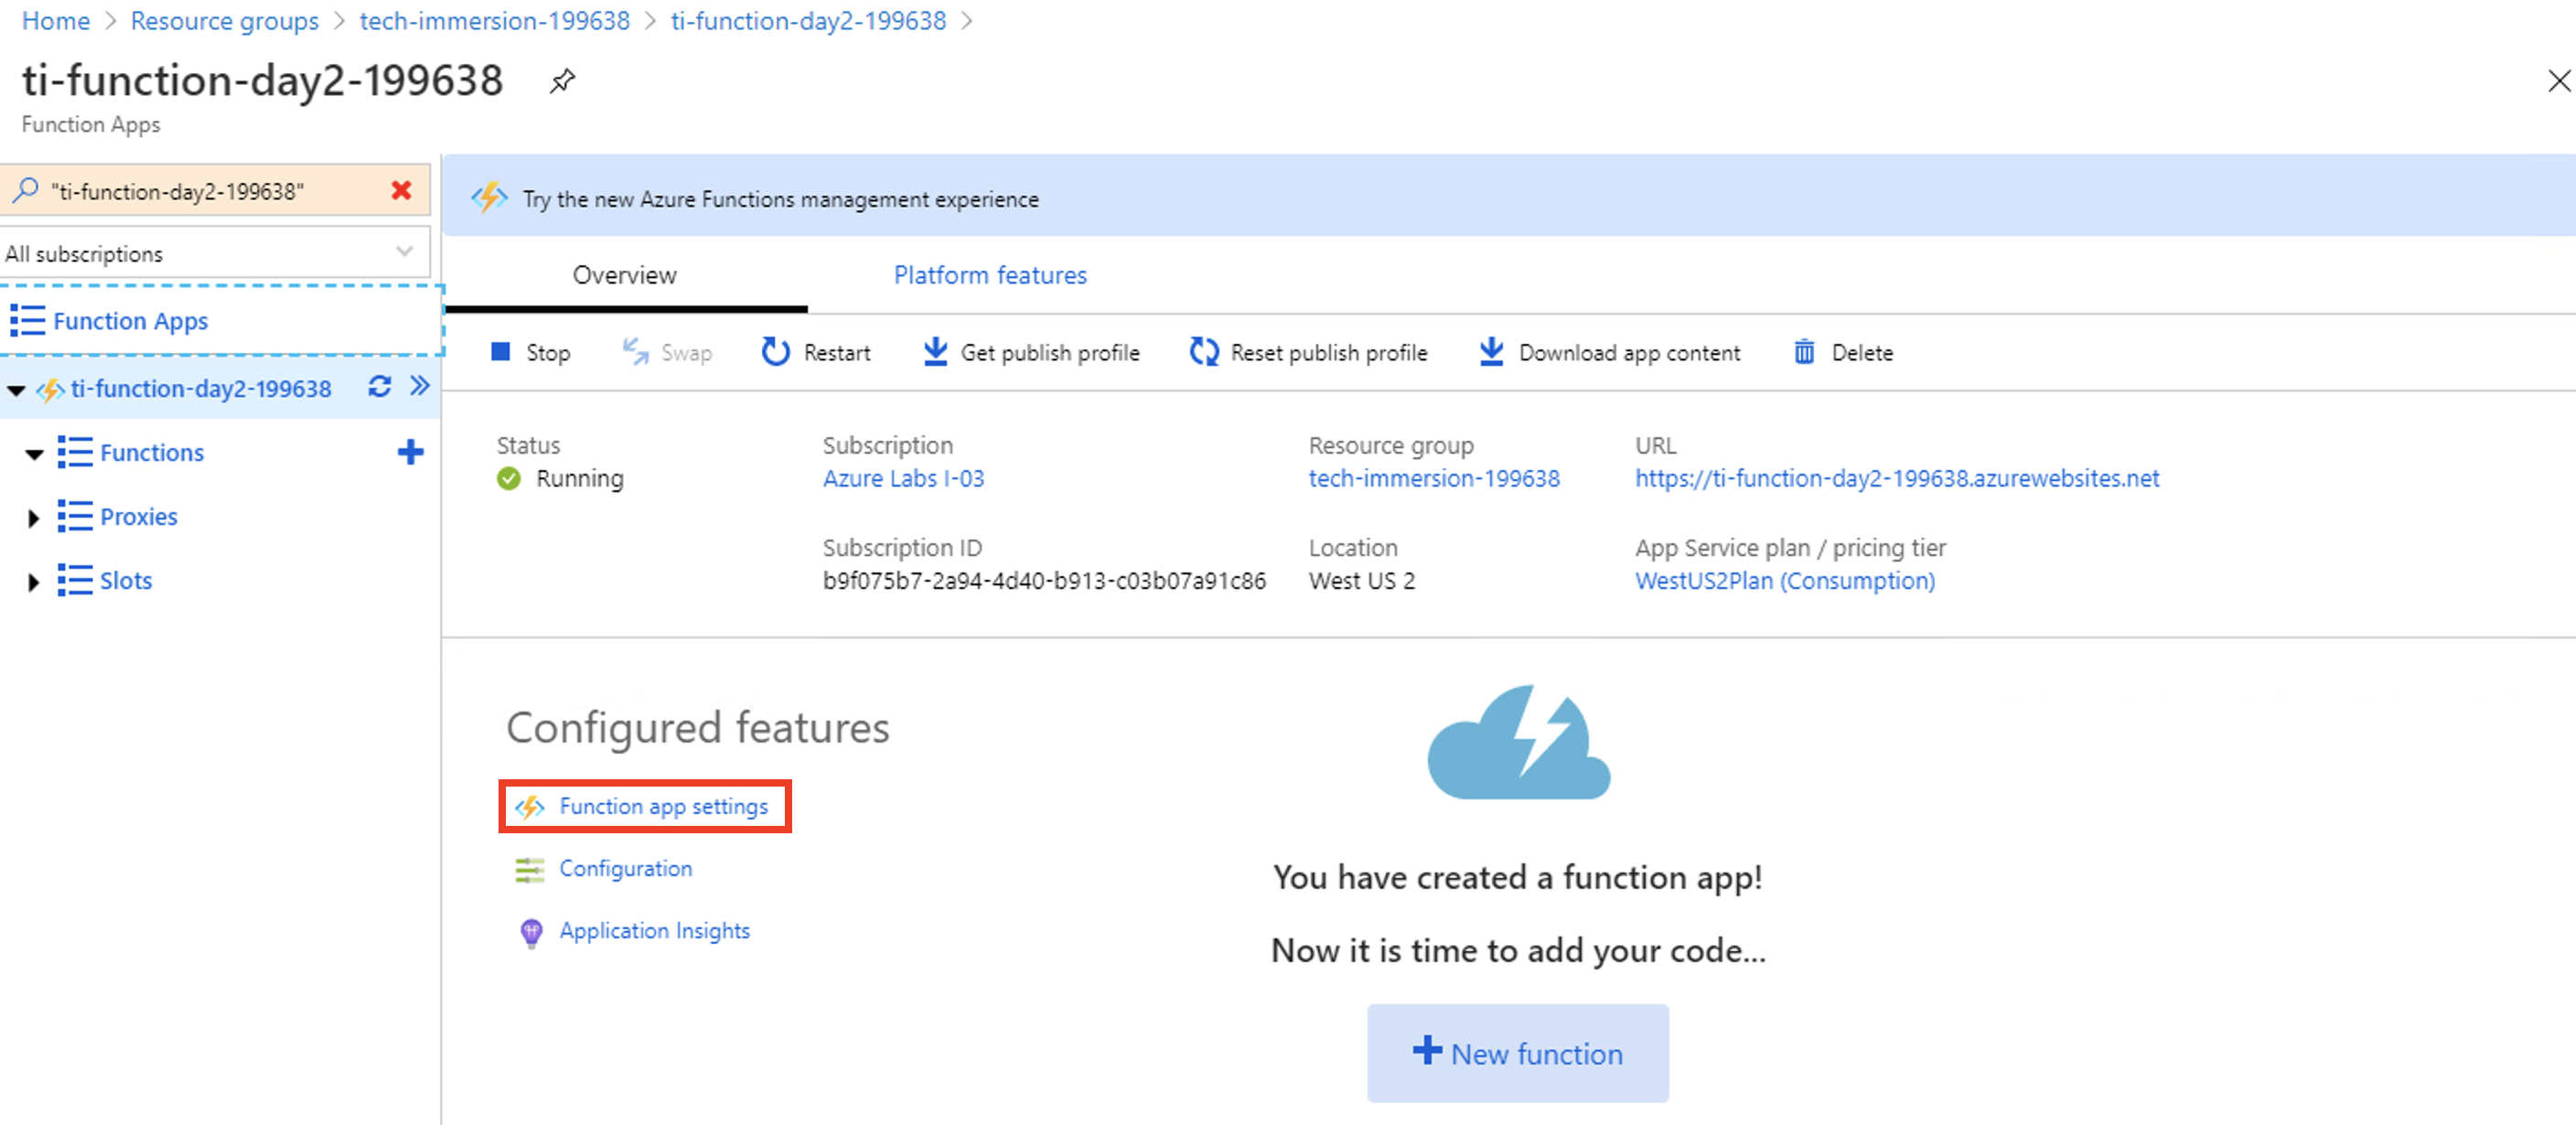 Home > Resource groups > tech-immersion-199638 > ti-function-day2-199638 >
ti-function-day2-199638
Function Apps
"ti-function-day2-199638"
All subscriptions
Function Apps
ti-function-day2-199638
Functions
Proxies
Slots
Try the new Azure Functions management experience
Overview Platform features
Stop Swap Restart Get publish profile Reset publish profile Download app content Delete
Status Subscription Resource group URL
Running Azure Labs I-03 tech-immersion-199638 https://ti-function-day2-199638.azurewebsites.net
Subscription ID Location App Service plan / pricing tier
b9f075b7-2a94-4d40-b913-c03b07a91c86 West US 2 WestUS2Plan (Consumption)
Configured features
Function app settings
Configuration
Application Insights
You have created a function app!
Now it is time to add your code...
New function